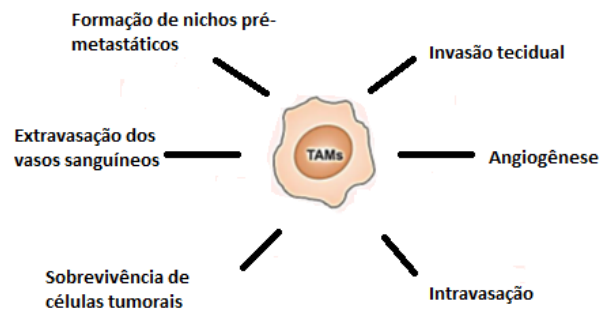 Formação de nichos pré-
metastáticos
Invasão tecidual
Extravasação dos
vasos sanguíneos
TAMs
Angiogênese
Sobrevivência de
células tumorais
Intravasação